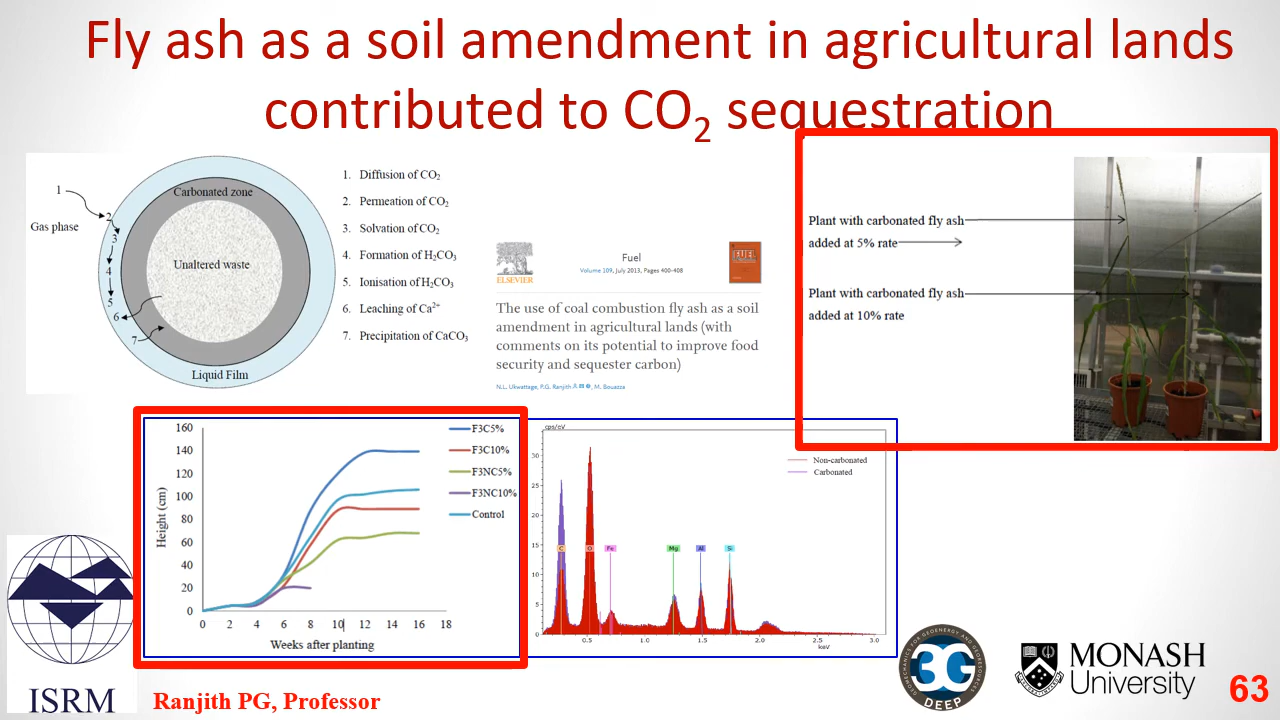 Fly ash as a soil amendment in agricultural lands
contributed to CO₂ sequestration
1
2
3
4
5
6
7
Gas phase
Carbonated zone
Unaltered waste
Liquid Film
1. Diffusion of CO₂
2. Permeation of CO₂
3. Solvation of CO₂
4. Formation of H₂CO₃
5. Ionisation of H₂CO₃
6. Leaching of Ca²⁺
7. Precipitation of CaCO₃
ELSEVIER
Fuel
Volume 109, July 2013, Pages 400-408
FUEL
The use of coal combustion fly ash as a soil
amendment in agricultural lands (with
comments on its potential to improve food
security and sequester carbon)
N.L. Ukwattage, P.G. Ranjith, M. Bouazza
Plant with carbonated fly ash
added at 5% rate
Plant with carbonated fly ash
added at 10% rate
Height (cm)
160
140
120
100
80
60
40
20
0
0 2 4 6 8 10 12 14 16 18
Weeks after planting
F3C5%
F3C10%
F3NC5%
F3NC10%
Control
cps/eV
30
25
20
15
10
5
0
C O Fe Mg Al Si
0.5 1.0 1.5 2.0 2.5 3.0
keV
Non-carbonated
Carbonated
ISRM
Ranjith PG, Professor
GEOMECHANICS FOR GEOENERGY AND GEORESOURCES
3G
DEEP
MONASH
University
63